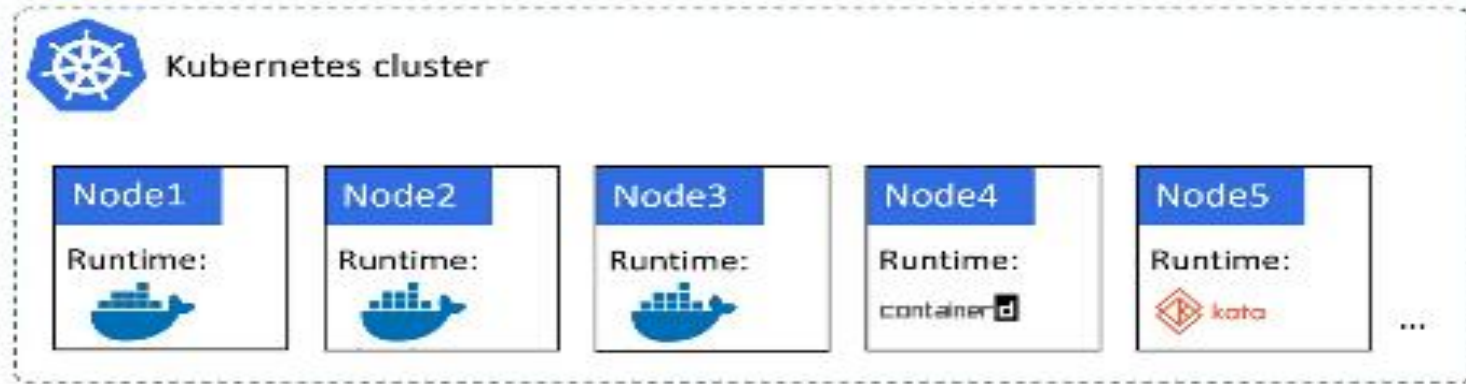 Kubernetes cluster
Node1
Node2
Node3
Node4
Node5
Runtime:
Runtime:
Runtime:
Runtime:
Runtime:
containerd
kata
...